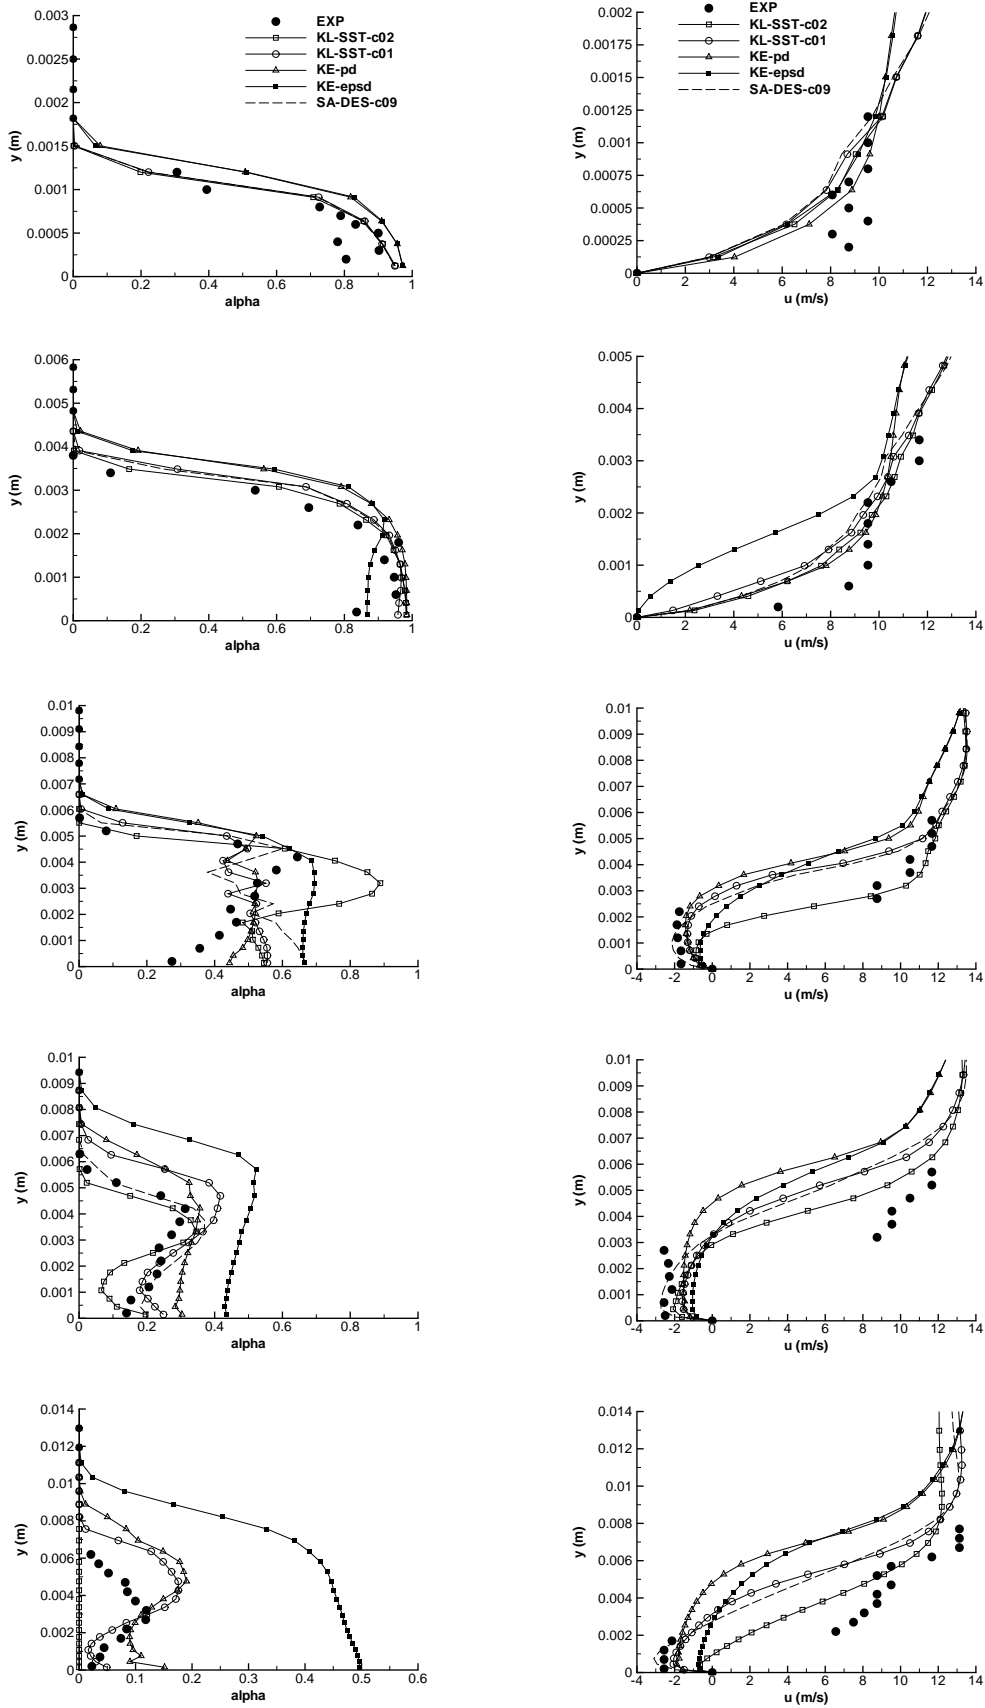 0.003
0.0025
0.002
0.0015
0.001
0.0005
0
y (m)
0 0.2 0.4 0.6 0.8 1
alpha
EXP
KL-SST-c02
KL-SST-c01
KE-pd
KE-epsd
SA-DES-c09
0.002
0.00175
0.0015
0.00125
0.001
0.00075
0.0005
0.00025
0
y (m)
0 2 4 6 8 10 12 14
u (m/s)
EXP
KL-SST-c02
KL-SST-c01
KE-pd
KE-epsd
SA-DES-c09
0.006
0.005
0.004
0.003
0.002
0.001
0
y (m)
0 0.2 0.4 0.6 0.8 1
alpha
0.005
0.004
0.003
0.002
0.001
0
y (m)
0 2 4 6 8 10 12 14
u (m/s)
0.01
0.009
0.008
0.007
0.006
0.005
0.004
0.003
0.002
0.001
0
y (m)
0 0.2 0.4 0.6 0.8 1
alpha
0.01
0.009
0.008
0.007
0.006
0.005
0.004
0.003
0.002
0.001
0
y (m)
-4 -2 0 2 4 6 8 10 12 14
u (m/s)
0.01
0.009
0.008
0.007
0.006
0.005
0.004
0.003
0.002
0.001
0
y (m)
0 0.2 0.4 0.6 0.8 1
alpha
0.01
0.009
0.008
0.007
0.006
0.005
0.004
0.003
0.002
0.001
0
y (m)
-4 -2 0 2 4 6 8 10 12 14
u (m/s)
0.014
0.012
0.01
0.008
0.006
0.004
0.002
0
y (m)
0 0.1 0.2 0.3 0.4 0.5 0.6
alpha
0.014
0.012
0.01
0.008
0.006
0.004
0.002
0
y (m)
-4 -2 0 2 4 6 8 10 12 14
u (m/s)